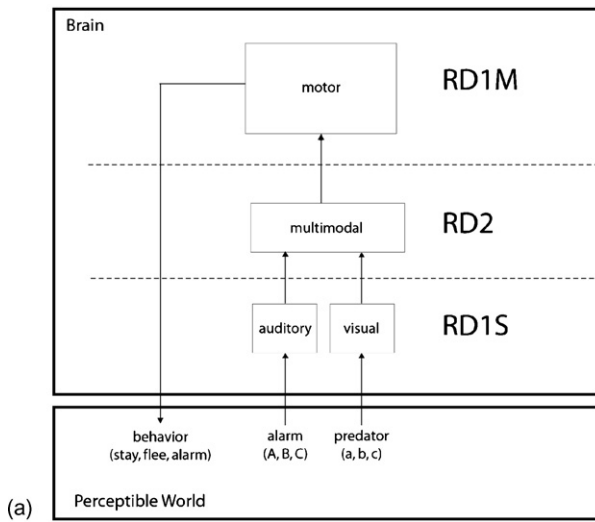 Brain
motor
RD1M
multimodal
RD2
auditory
visual
RD1S
behavior
(stay, flee, alarm)
alarm
(A, B, C)
predator
(a, b, c)
Perceptible World
(a)